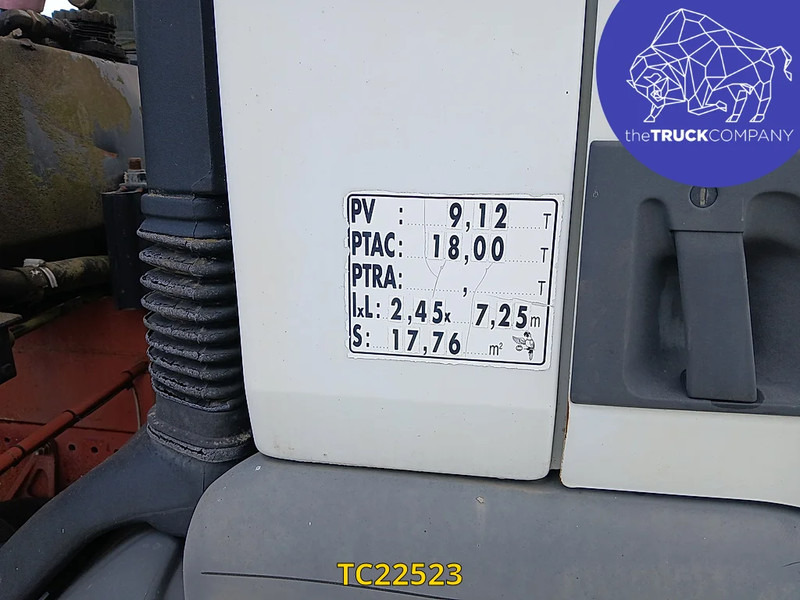 theTRUCKCOMPANY
PV : 9,12 T
PTAC: 18,00 T
PTRA: , T
lxL: 2,45x 7,25m
S: 17,76 m²
TC22523